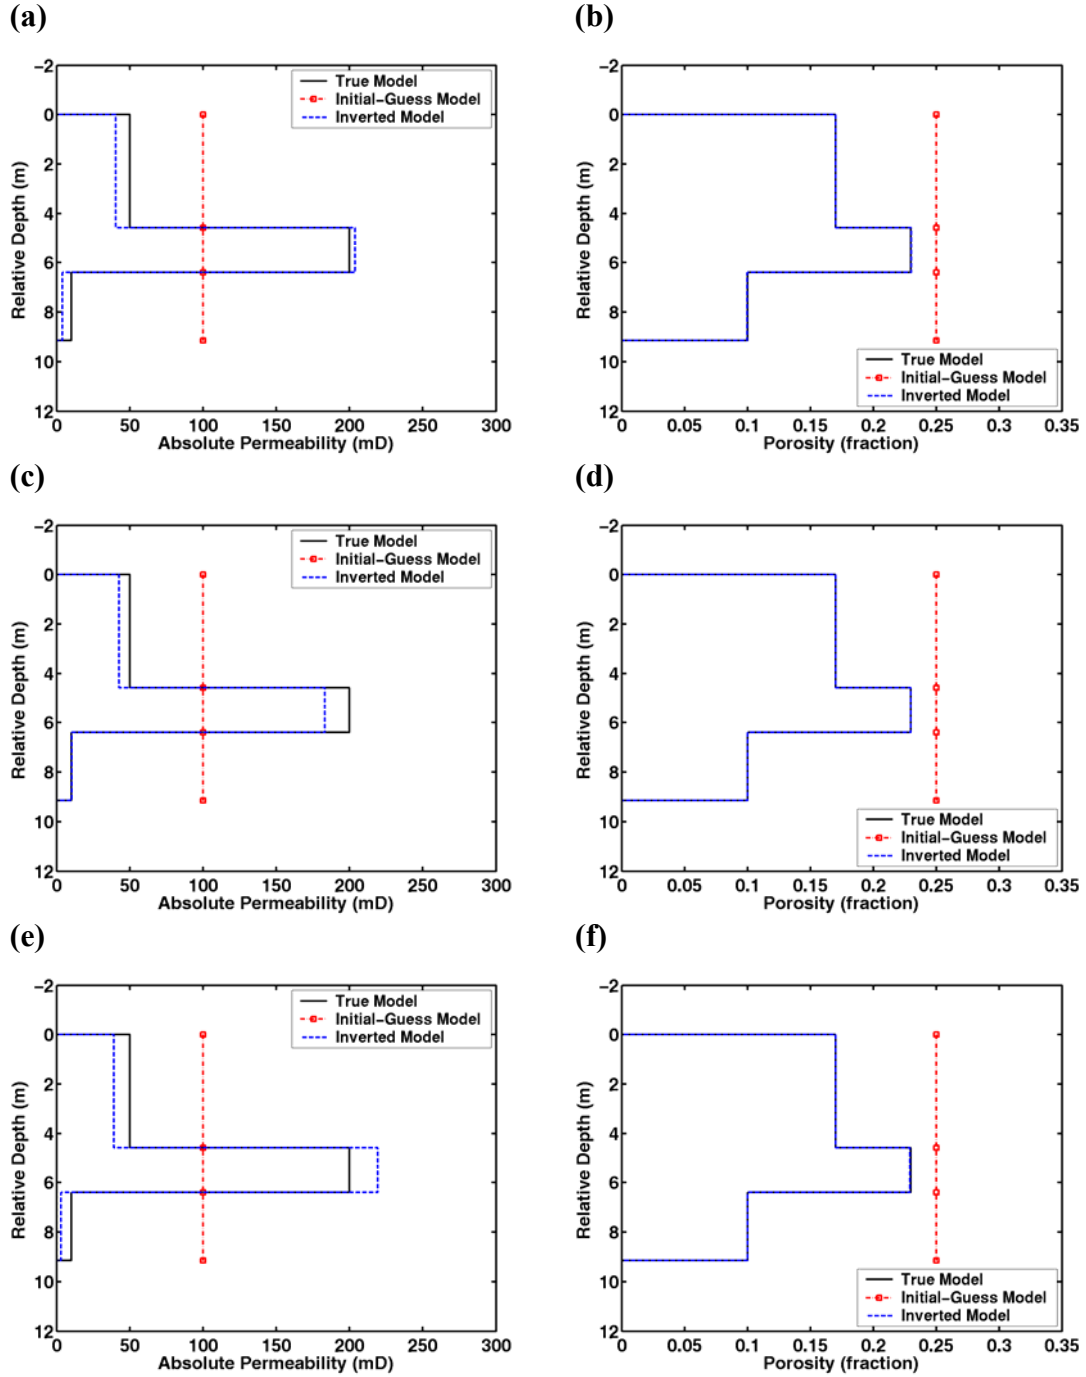 (a)
(b)
−2
0
2
4
6
8
10
12
Relative Depth (m)
True Model
Initial−Guess Model
Inverted Model
0 50 100 150 200 250 300
Absolute Permeability (mD)
−2
0
2
4
6
8
10
12
Relative Depth (m)
True Model
Initial−Guess Model
Inverted Model
0 0.05 0.1 0.15 0.2 0.25 0.3 0.35
Porosity (fraction)
(c)
(d)
−2
0
2
4
6
8
10
12
Relative Depth (m)
True Model
Initial−Guess Model
Inverted Model
0 50 100 150 200 250 300
Absolute Permeability (mD)
−2
0
2
4
6
8
10
12
Relative Depth (m)
True Model
Initial−Guess Model
Inverted Model
0 0.05 0.1 0.15 0.2 0.25 0.3 0.35
Porosity (fraction)
(e)
(f)
−2
0
2
4
6
8
10
12
Relative Depth (m)
True Model
Initial−Guess Model
Inverted Model
0 50 100 150 200 250 300
Absolute Permeability (mD)
−2
0
2
4
6
8
10
12
Relative Depth (m)
True Model
Initial−Guess Model
Inverted Model
0 0.05 0.1 0.15 0.2 0.25 0.3 0.35
Porosity (fraction)